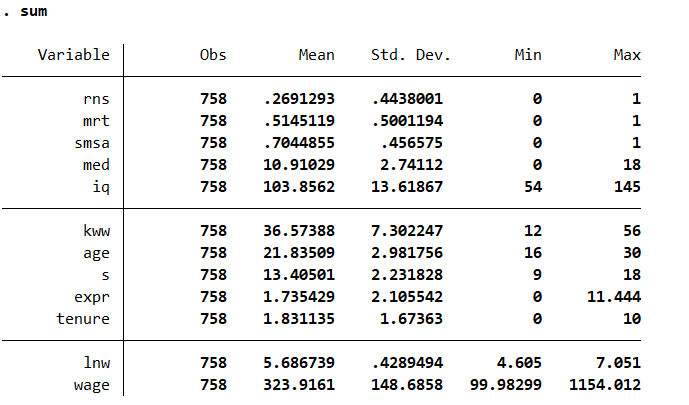 . sum
Variable Obs Mean Std. Dev. Min Max
rns 758 .2691293 .4438001 0 1
mrt 758 .5145119 .5001194 0 1
smsa 758 .7044855 .456575 0 1
med 758 10.91029 2.74112 0 18
iq 758 103.8562 13.61867 54 145
kww 758 36.57388 7.302247 12 56
age 758 21.83509 2.981756 16 30
s 758 13.40501 2.231828 9 18
expr 758 1.735429 2.105542 0 11.444
tenure 758 1.831135 1.67363 0 10
lnw 758 5.686739 .4289494 4.605 7.051
wage 758 323.9161 148.6858 99.98299 1154.012